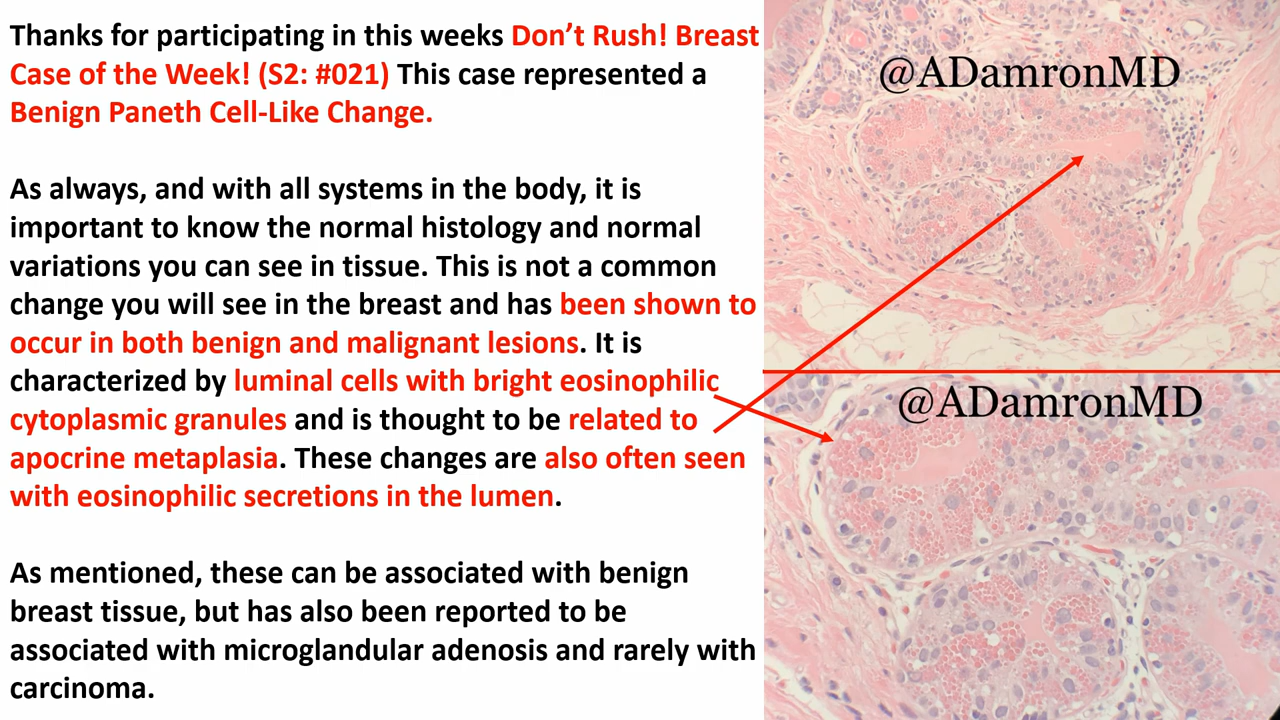 Thanks for participating in this weeks Don’t Rush! Breast
Case of the Week! (S2: #021) This case represented a
Benign Paneth Cell-Like Change.
As always, and with all systems in the body, it is
important to know the normal histology and normal
variations you can see in tissue. This is not a common
change you will see in the breast and has been shown to
occur in both benign and malignant lesions. It is
characterized by luminal cells with bright eosinophilic
cytoplasmic granules and is thought to be related to
apocrine metaplasia. These changes are also often seen
with eosinophilic secretions in the lumen.
As mentioned, these can be associated with benign
breast tissue, but has also been reported to be
associated with microglandular adenosis and rarely with
carcinoma.
@ADamronMD
@ADamronMD